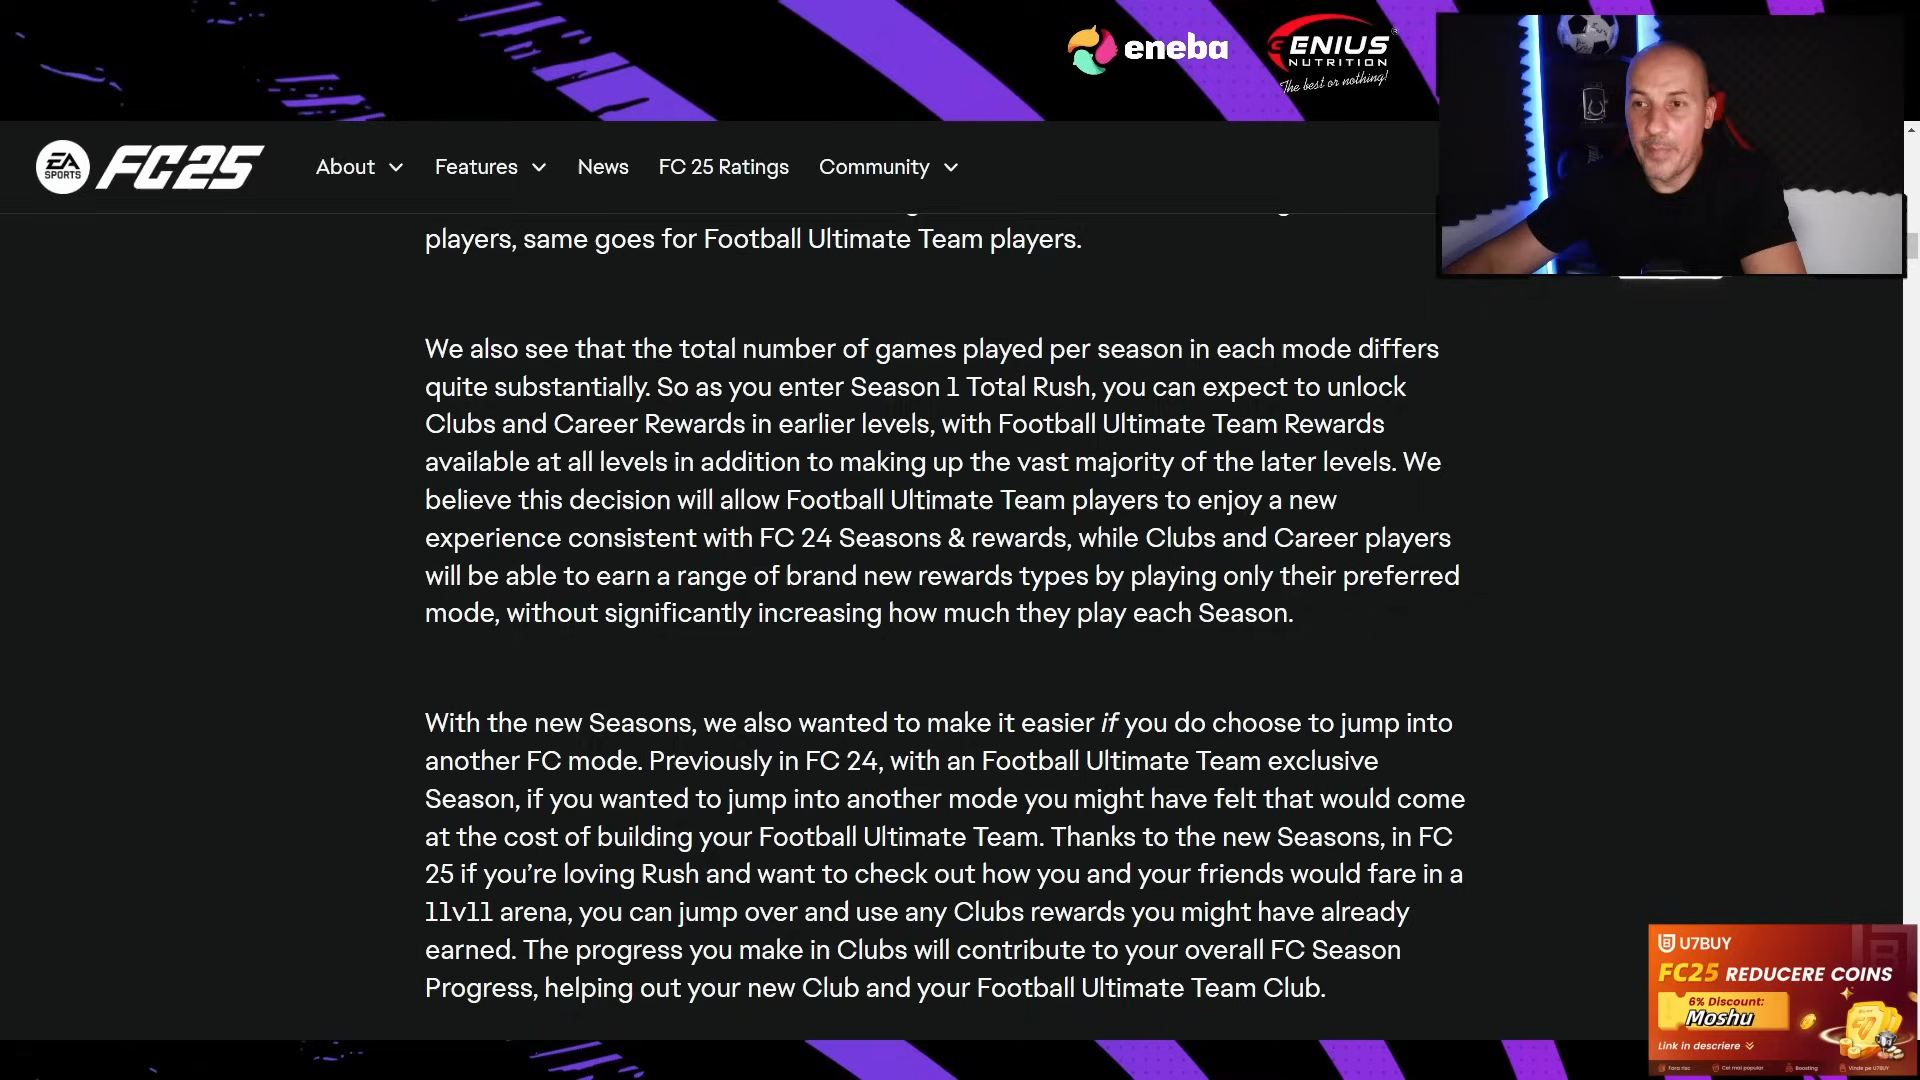 eneba
GENIUS
NUTRITION
The best or nothing!
EA
SPORTS
FC25
About
Features
News
FC 25 Ratings
Community
players, same goes for Football Ultimate Team players.
We also see that the total number of games played per season in each mode differs
quite substantially. So as you enter Season 1 Total Rush, you can expect to unlock
Clubs and Career Rewards in earlier levels, with Football Ultimate Team Rewards
available at all levels in addition to making up the vast majority of the later levels. We
believe this decision will allow Football Ultimate Team players to enjoy a new
experience consistent with FC 24 Seasons & rewards, while Clubs and Career players
will be able to earn a range of brand new rewards types by playing only their preferred
mode, without significantly increasing how much they play each Season.
With the new Seasons, we also wanted to make it easier if you do choose to jump into
another FC mode. Previously in FC 24, with an Football Ultimate Team exclusive
Season, if you wanted to jump into another mode you might have felt that would come
at the cost of building your Football Ultimate Team. Thanks to the new Seasons, in FC
25 if you’re loving Rush and want to check out how you and your friends would fare in a
11v11 arena, you can jump over and use any Clubs rewards you might have already
earned. The progress you make in Clubs will contribute to your overall FC Season
Progress, helping out your new Club and your Football Ultimate Team Club.
U7BUY
FC25 REDUCERE COINS
6% Discount:
Moshu
Link in descriere
Fara risc
Cel mai popular
Boosting
Vinde pe U7BUY